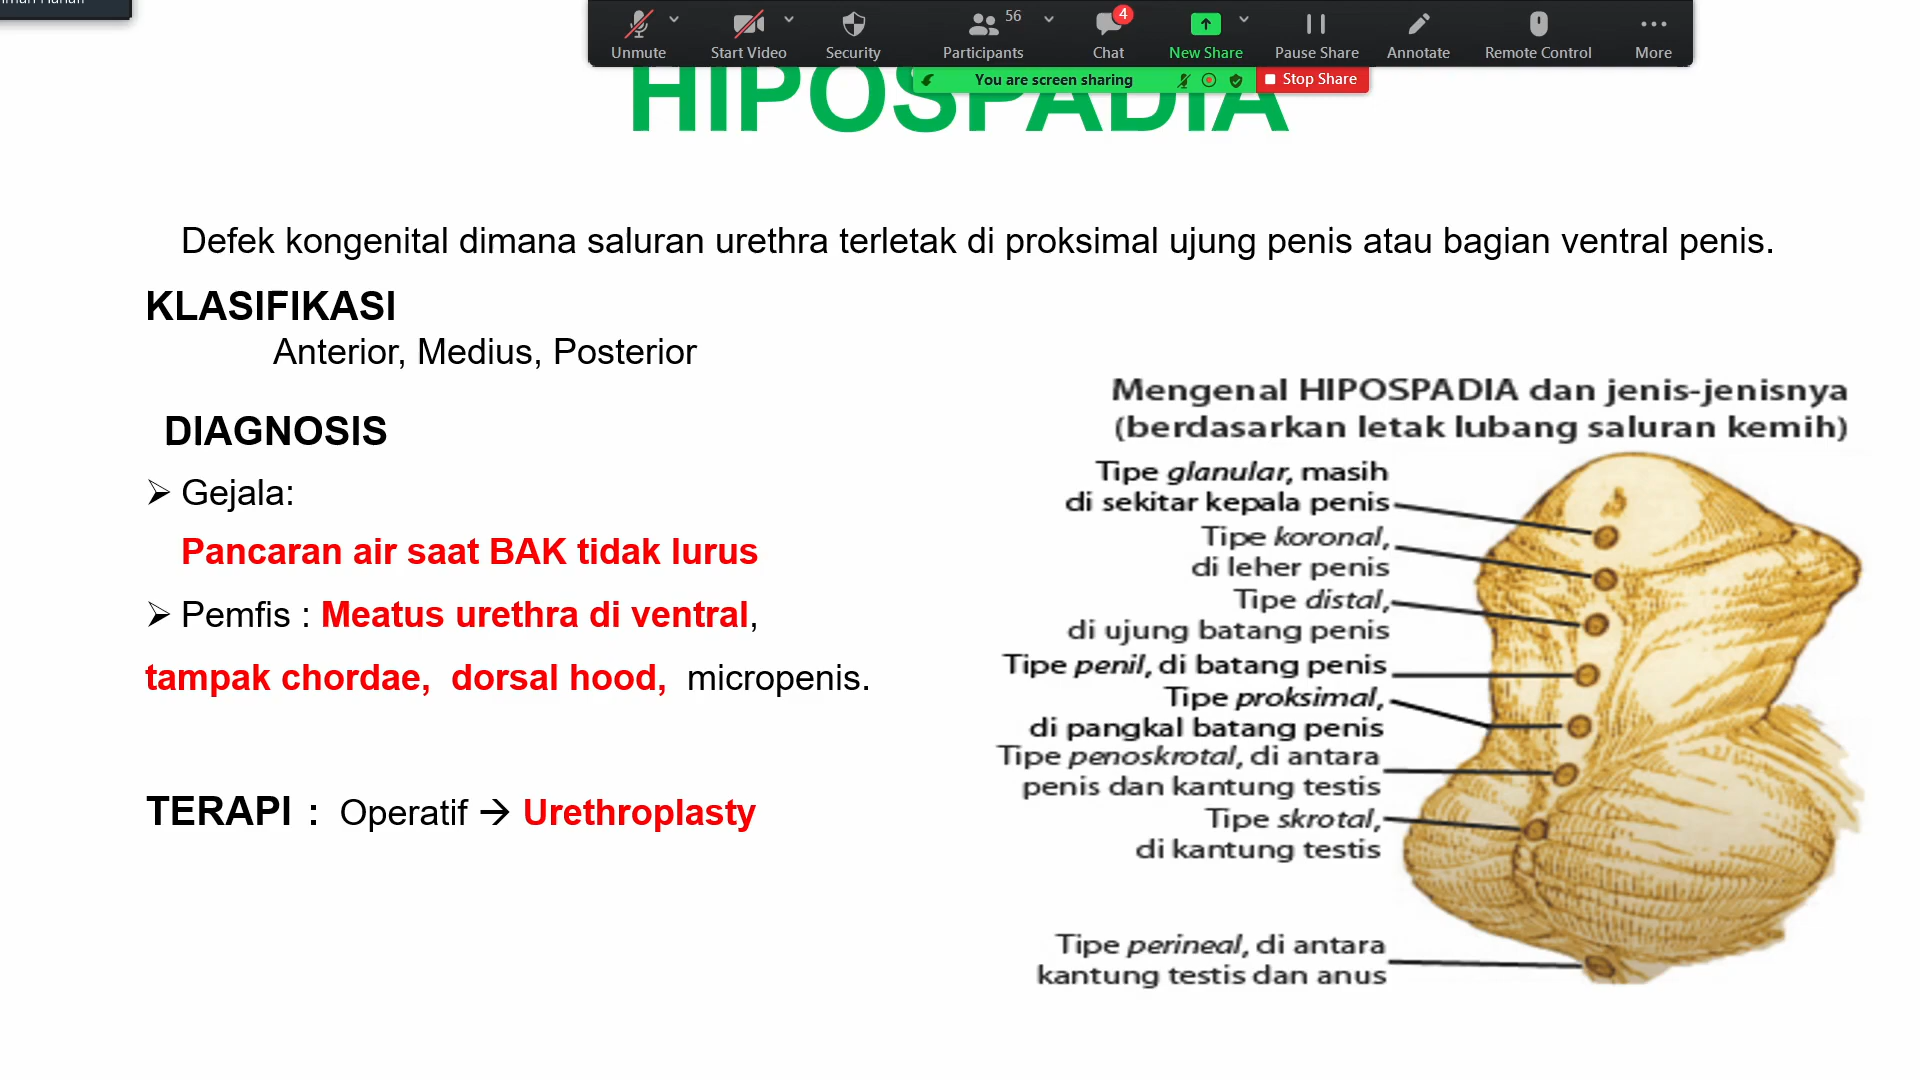 56
4
Unmute Start Video Security Participants Chat New Share Pause Share Annotate Remote Control More
You are screen sharing Stop Share
HIPOSPADIA
Defek kongenital dimana saluran urethra terletak di proksimal ujung penis atau bagian ventral penis.
KLASIFIKASI
Anterior, Medius, Posterior
DIAGNOSIS
➢ Gejala:
Pancaran air saat BAK tidak lurus
➢ Pemfis : Meatus urethra di ventral,
tampak chordae, dorsal hood, micropenis.
TERAPI : Operatif → Urethroplasty
Mengenal HIPOSPADIA dan jenis-jenisnya
(berdasarkan letak lubang saluran kemih)
Tipe glanular, masih
di sekitar kepala penis
Tipe koronal,
di leher penis
Tipe distal,
di ujung batang penis
Tipe penil, di batang penis
Tipe proksimal,
di pangkal batang penis
Tipe penoskrotal, di antara
penis dan kantung testis
Tipe skrotal,
di kantung testis
Tipe perineal, di antara
kantung testis dan anus